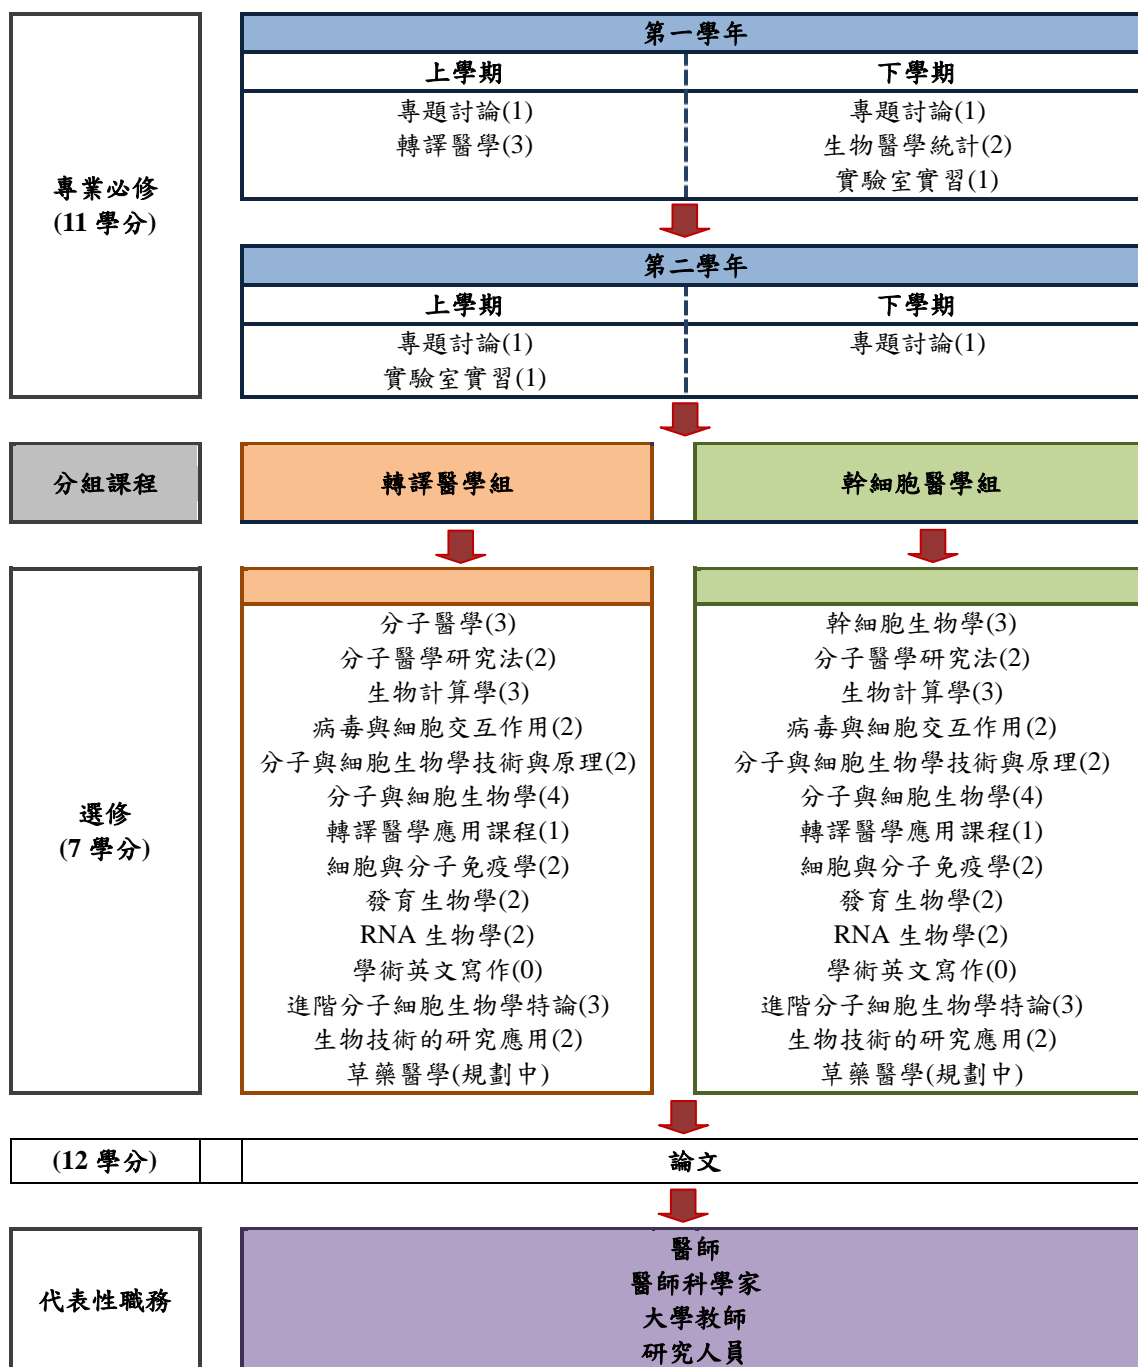 專業必修
(11 學分)
第一學年
上學期
下學期
專題討論(1)
轉譯醫學(3)
專題討論(1)
生物醫學統計(2)
實驗室實習(1)
第二學年
上學期
下學期
專題討論(1)
實驗室實習(1)
專題討論(1)
分組課程
轉譯醫學組
幹細胞醫學組
選修
(7 學分)
分子醫學(3)
分子醫學研究法(2)
生物計算學(3)
病毒與細胞交互作用(2)
分子與細胞生物學技術與原理(2)
分子與細胞生物學(4)
轉譯醫學應用課程(1)
細胞與分子免疫學(2)
發育生物學(2)
RNA 生物學(2)
學術英文寫作(0)
進階分子細胞生物學特論(3)
生物技術的研究應用(2)
草藥醫學(規劃中)
幹細胞生物學(3)
分子醫學研究法(2)
生物計算學(3)
病毒與細胞交互作用(2)
分子與細胞生物學技術與原理(2)
分子與細胞生物學(4)
轉譯醫學應用課程(1)
細胞與分子免疫學(2)
發育生物學(2)
RNA 生物學(2)
學術英文寫作(0)
進階分子細胞生物學特論(3)
生物技術的研究應用(2)
草藥醫學(規劃中)
(12 學分)
論文
代表性職務
醫師
醫師科學家
大學教師
研究人員